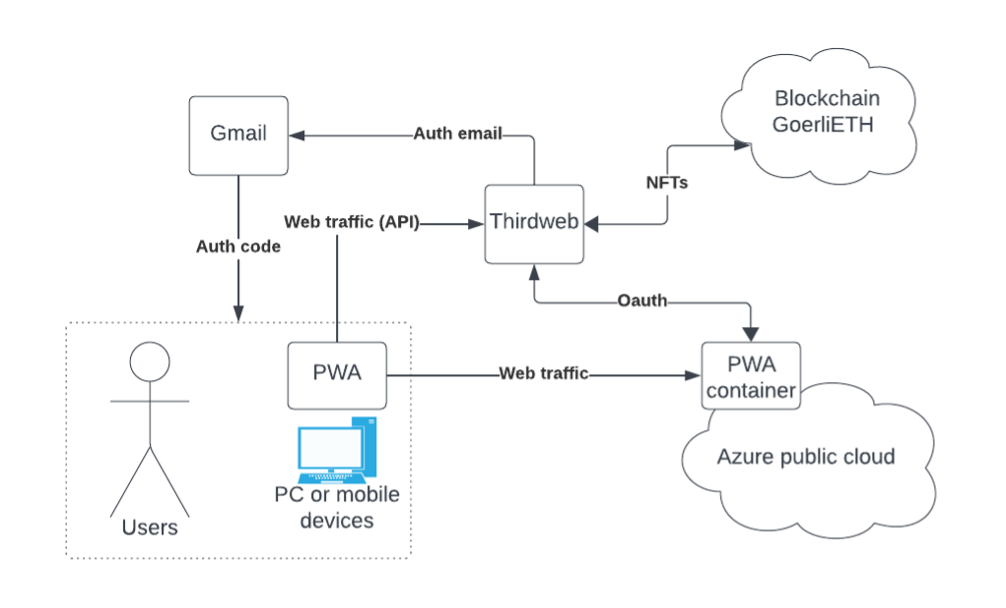 Blockchain
GoerliETH
Gmail
Auth email
NFTs
Web traffic (API)
Thirdweb
Auth code
Oauth
PWA
Web traffic
PWA
container
Azure public cloud
PC or mobile
devices
Users